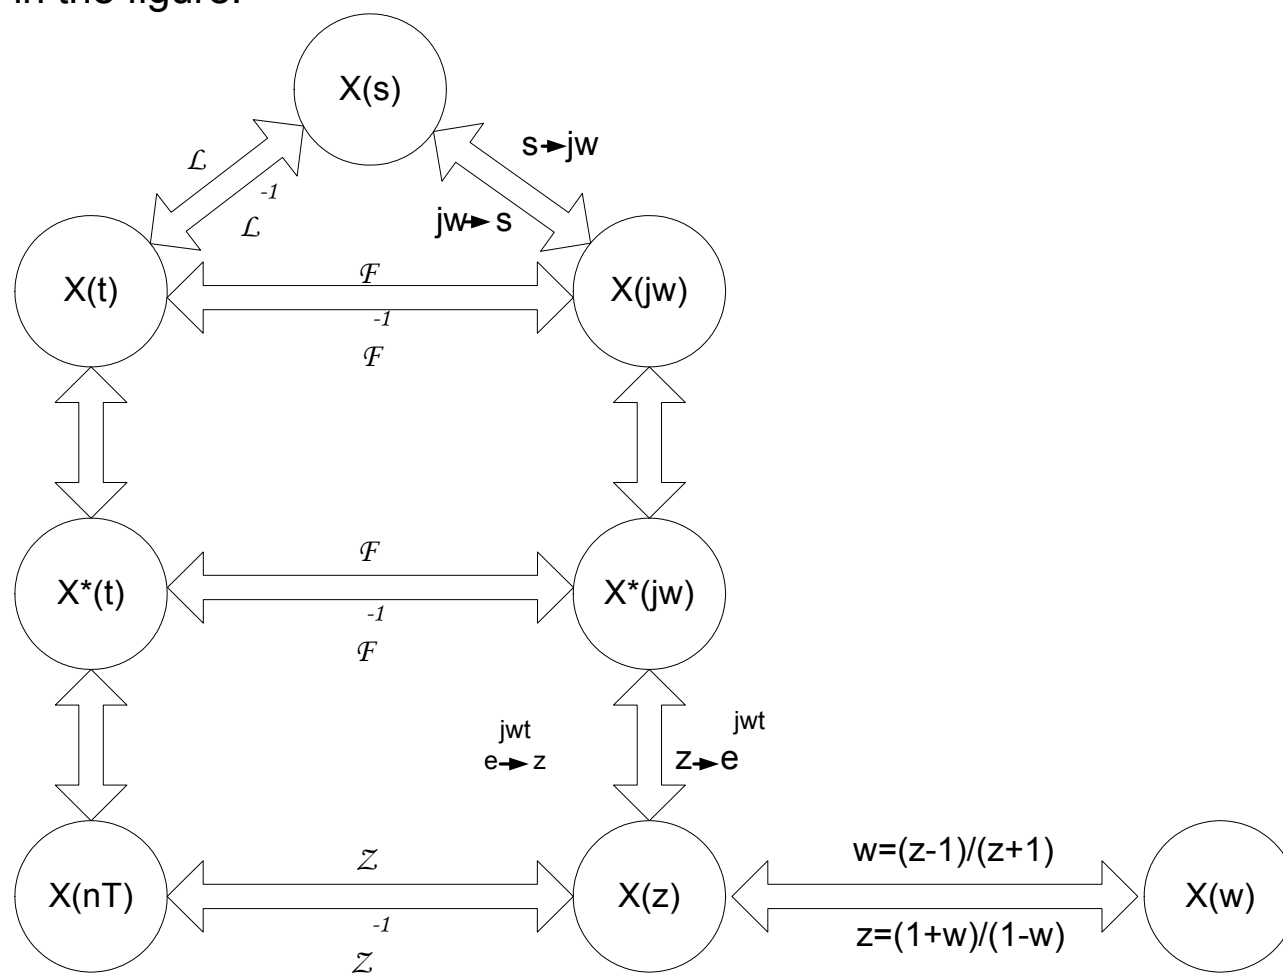 in the figure.
X(s)
ℒ
s→jw
-1
ℒ
jw→s
X(t)
ℱ
X(jw)
-1
ℱ
X*(t)
ℱ
X*(jw)
-1
ℱ
jwt
e→z
jwt
z→e
X(nT)
𝒵
X(z)
w=(z-1)/(z+1)
X(w)
-1
𝒵
z=(1+w)/(1-w)